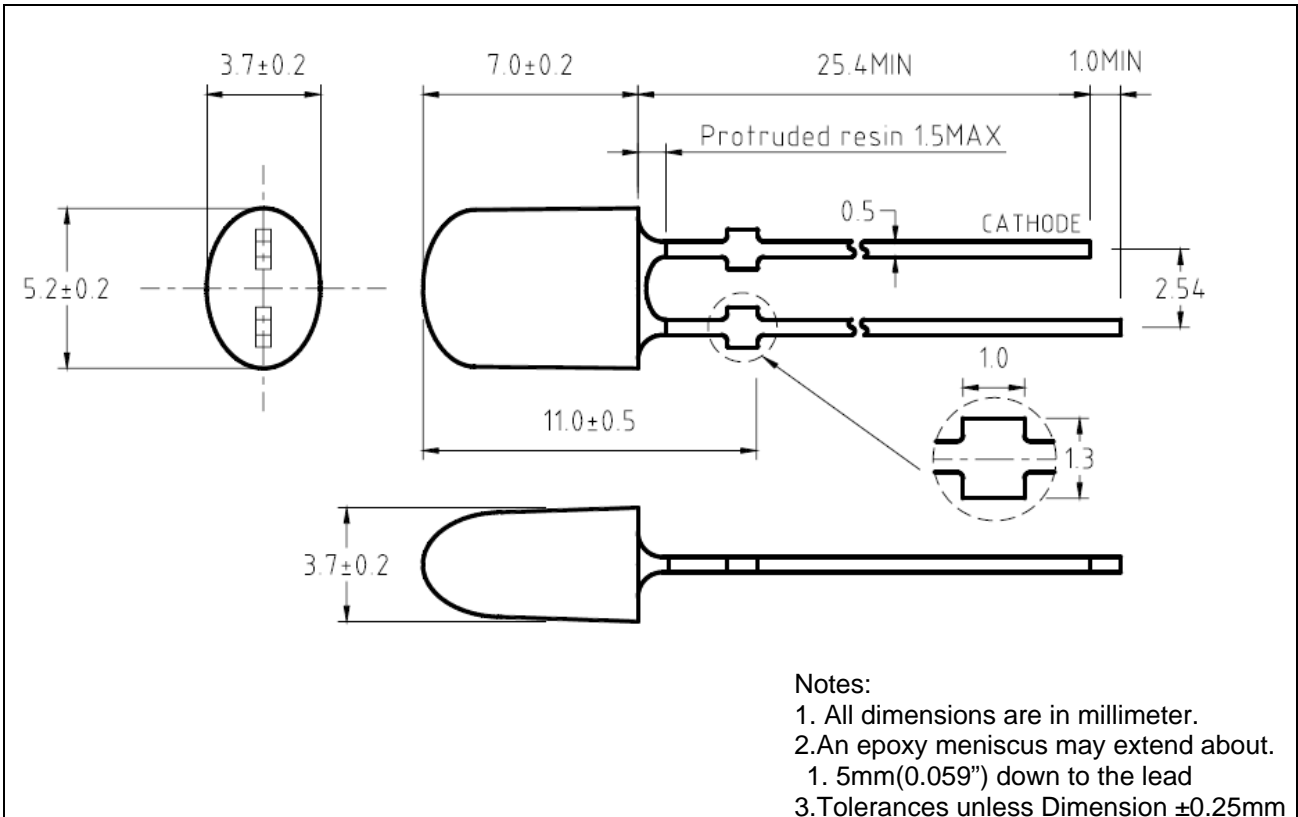 3.7±0.2
7.0±0.2
25.4MIN
1.0MIN
Protruded resin 1.5MAX
0.5
CATHODE
5.2±0.2
2.54
1.0
11.0±0.5
1.3
3.7±0.2
Notes:
1. All dimensions are in millimeter.
2.An epoxy meniscus may extend about.
1. 5mm(0.059”) down to the lead
3.Tolerances unless Dimension ±0.25mm